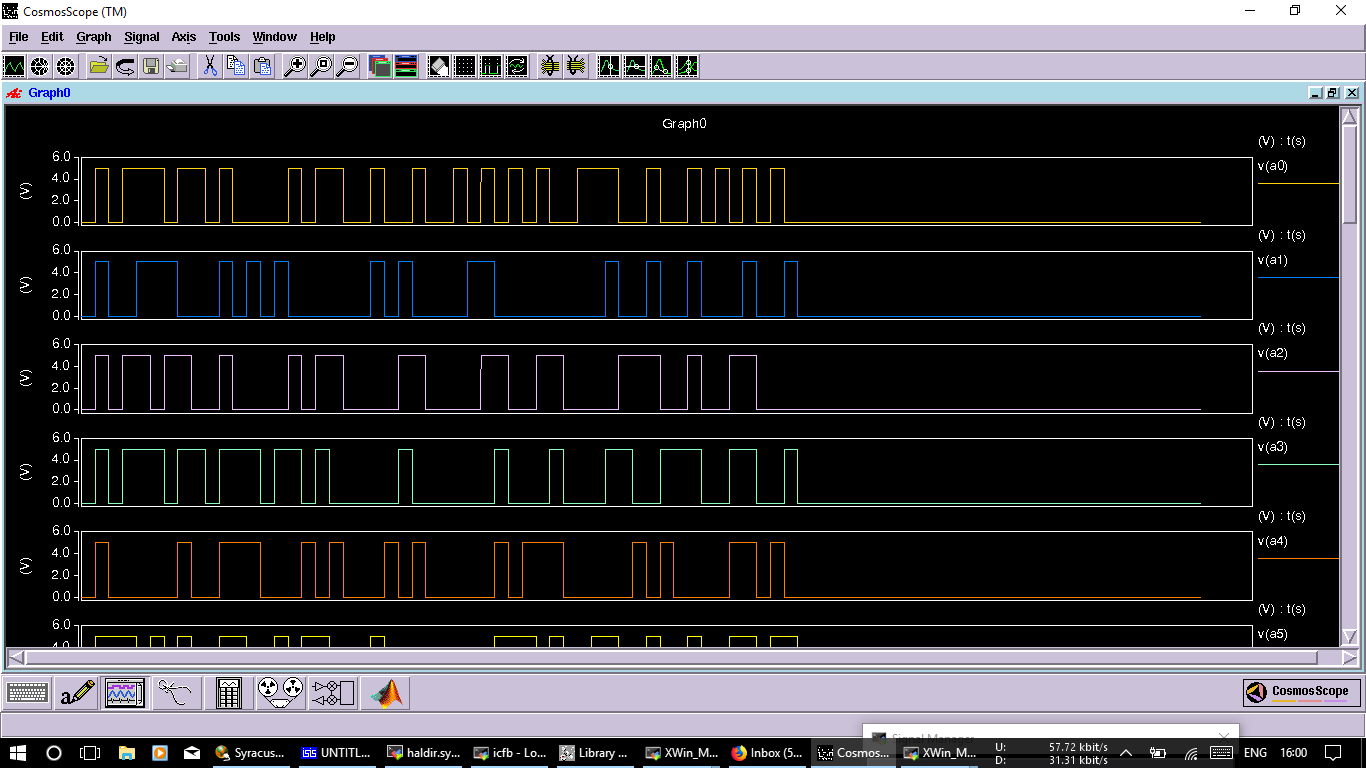 CosmosScope (TM)
File Edit Graph Signal Axis Tools Window Help
Graph0
Graph0
(V) : t(s)
6.0
4.0
2.0
0.0
(V)
v(a0)
(V) : t(s)
6.0
4.0
2.0
0.0
(V)
v(a1)
(V) : t(s)
6.0
4.0
2.0
0.0
(V)
v(a2)
(V) : t(s)
6.0
4.0
2.0
0.0
(V)
v(a3)
(V) : t(s)
6.0
4.0
2.0
0.0
(V)
v(a4)
(V) : t(s)
6.0
4.0
v(a5)
a
CosmosScope
Signal Manager
Syracus... ISIS UNTITL... haldir.sy... icfb - Lo... Library ... XWin_M... Inbox (5... Cosmos... XWin_M...
U: 57.72 kbit/s
D: 31.31 kbit/s
ENG 16:00